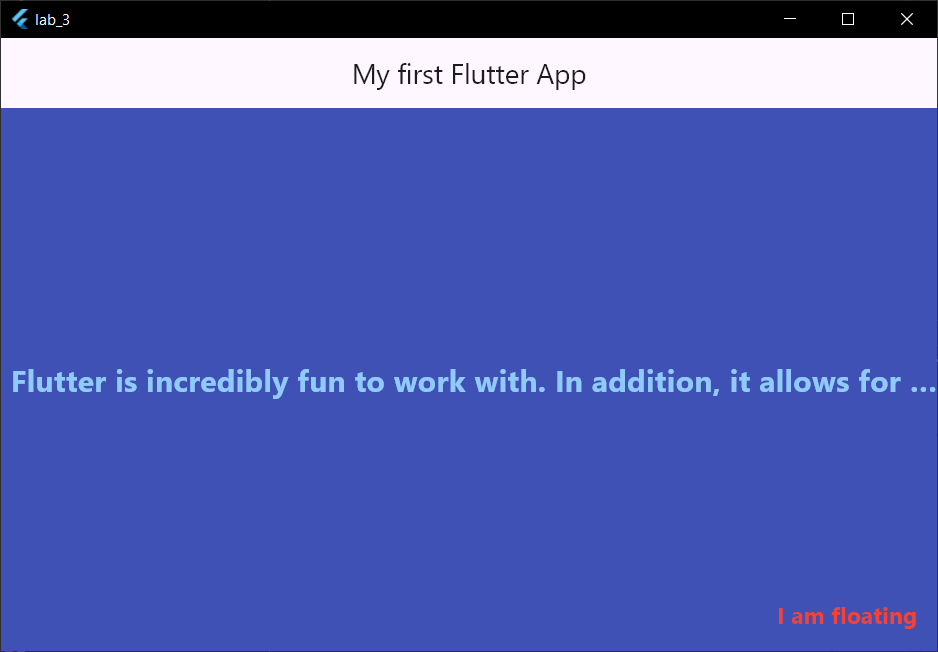 lab_3
My first Flutter App
Flutter is incredibly fun to work with. In addition, it allows for ...
I am floating